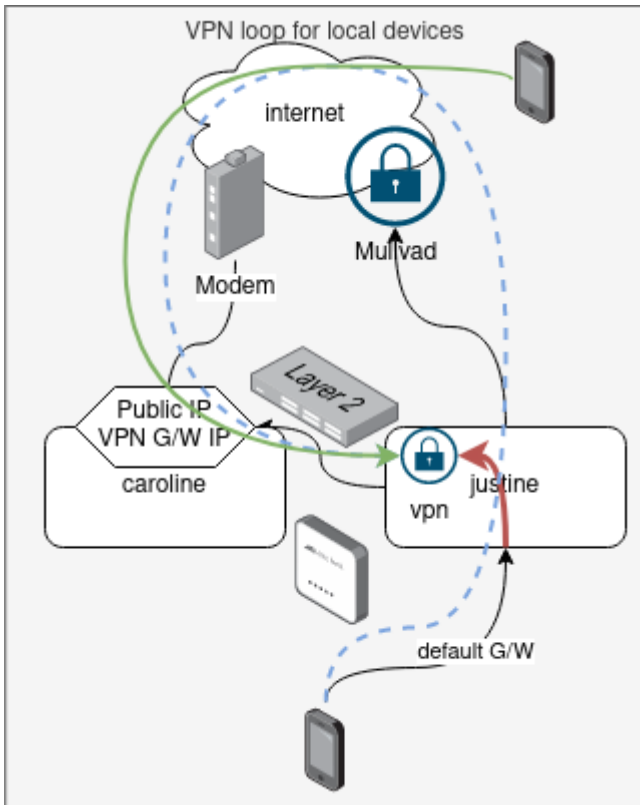 VPN loop for local devices
internet
Mullvad
Modem
Layer 2
Public IP
VPN G/W IP
caroline
justine
vpn
default G/W